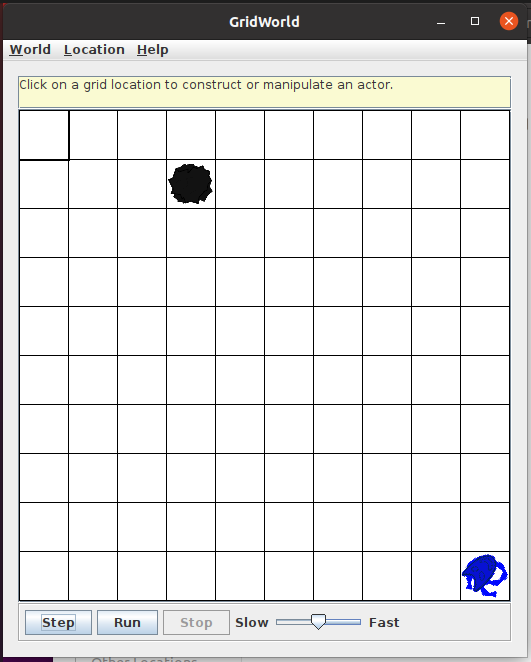 GridWorld
World Location Help
Click on a grid location to construct or manipulate an actor.
Step Run Stop Slow Fast
Other Locations